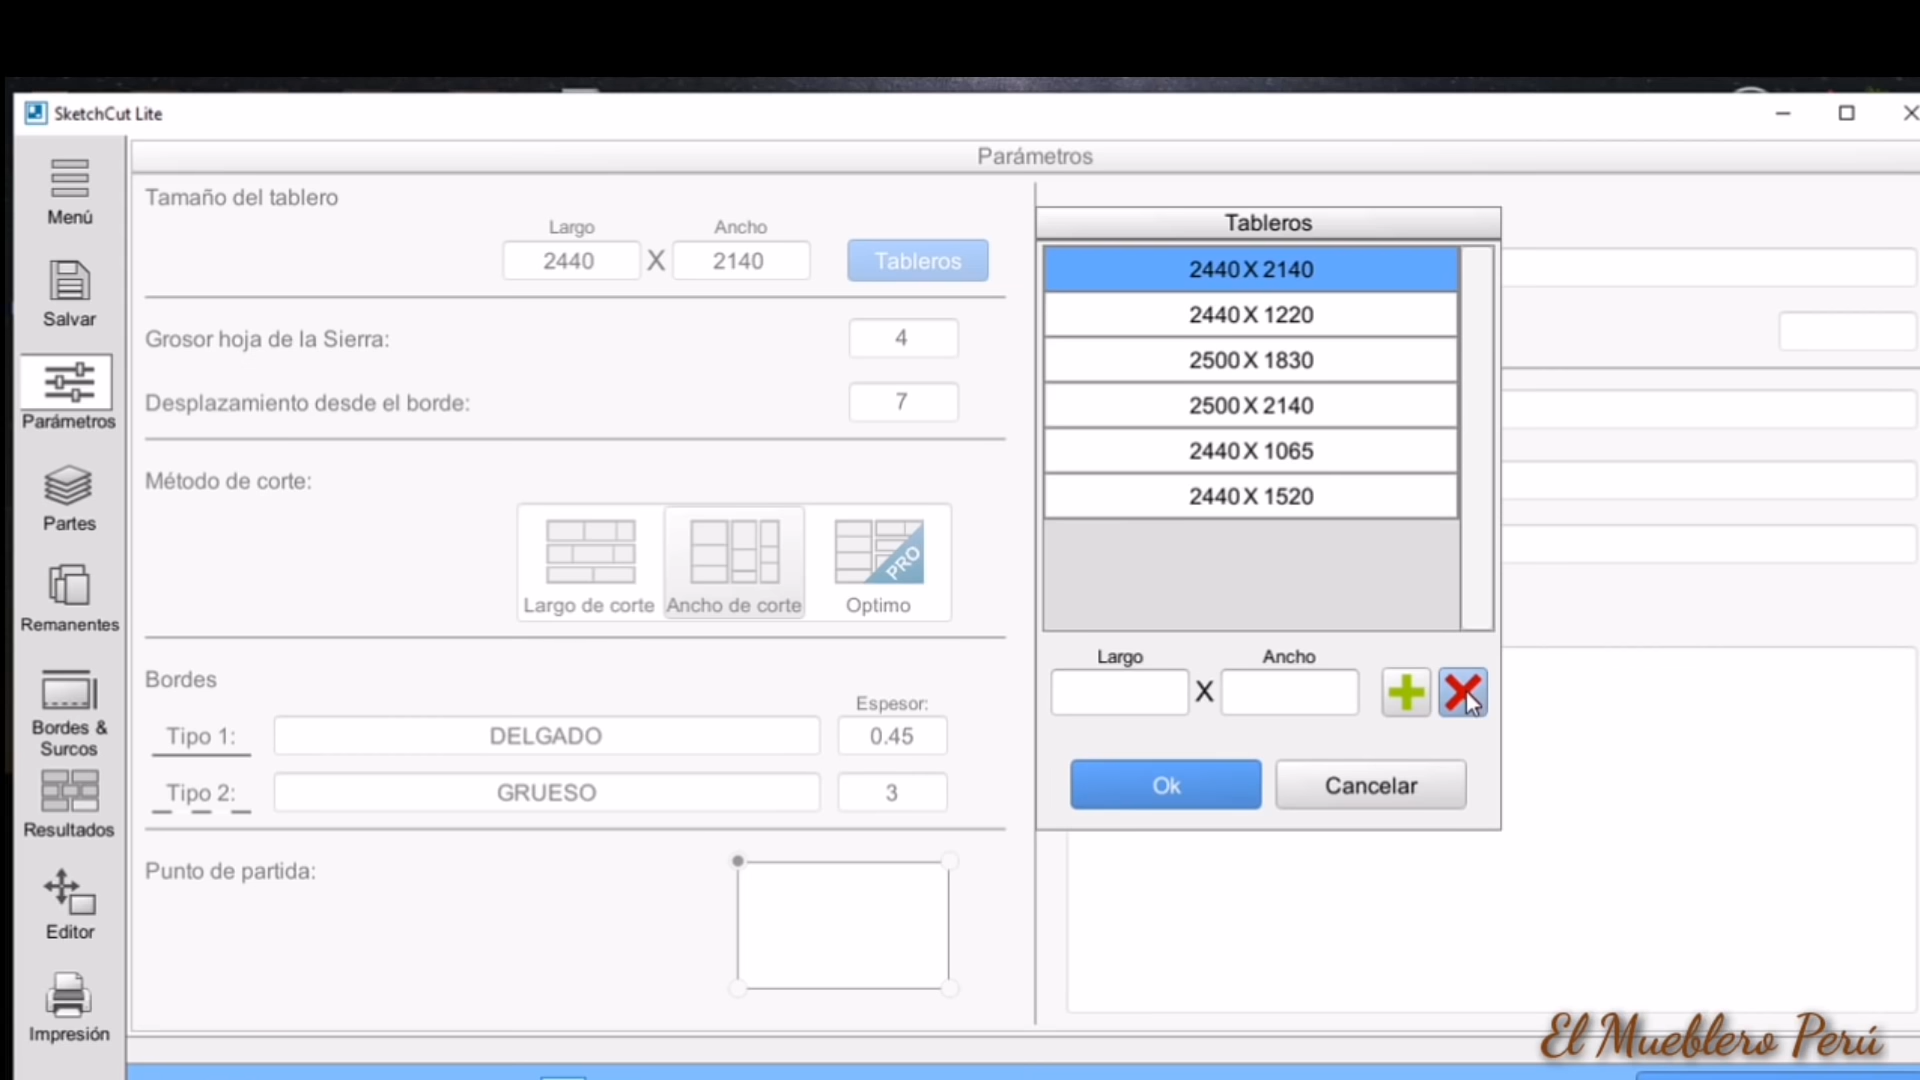 SketchCut Lite
Parámetros
Menú
Salvar
Parámetros
Partes
Remanentes
Bordes &
Surcos
Resultados
Editor
Impresión
Tamaño del tablero
Largo Ancho
2440 X 2140 Tableros
Grosor hoja de la Sierra: 4
Desplazamiento desde el borde: 7
Método de corte:
PRO
Largo de corte Ancho de corte Optimo
Bordes
Espesor:
Tipo 1: DELGADO 0.45
Tipo 2: GRUESO 3
Punto de partida:
Tableros
2440 X 2140
2440 X 1220
2500 X 1830
2500 X 2140
2440 X 1065
2440 X 1520
Largo Ancho
X
Ok Cancelar
El Mueblero Perú